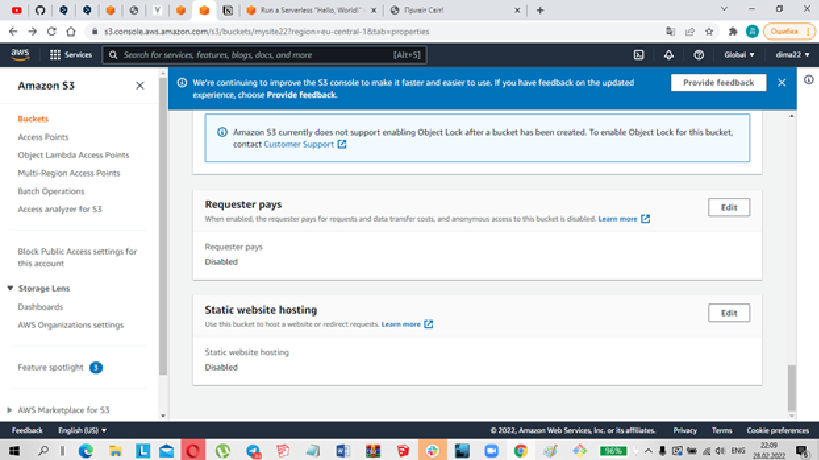 Run a Serverless "Hello, World!"
Привіт Світ!
s3.console.aws.amazon.com/s3/buckets/mysite22?region=eu-central-1&tab=properties
Ошибка
aws
Services
Search for services, features, blogs, docs, and more
[Alt+S]
Global
dima22
Amazon S3
Buckets
Access Points
Object Lambda Access Points
Multi-Region Access Points
Batch Operations
Access analyzer for S3
Block Public Access settings for
this account
Storage Lens
Dashboards
AWS Organizations settings
Feature spotlight 3
AWS Marketplace for S3
We're continuing to improve the S3 console to make it faster and easier to use. If you have feedback on the updated
experience, choose Provide feedback.
Provide feedback
Amazon S3 currently does not support enabling Object Lock after a bucket has been created. To enable Object Lock for this bucket,
contact Customer Support
Requester pays
Edit
When enabled, the requester pays for requests and data transfer costs, and anonymous access to this bucket is disabled. Learn more
Requester pays
Disabled
Static website hosting
Edit
Use this bucket to host a website or redirect requests. Learn more
Static website hosting
Disabled
Feedback
English (US)
© 2022, Amazon Web Services, Inc. or its affiliates.
Privacy
Terms
Cookie preferences
96%
ENG
22:09
28.02.2022